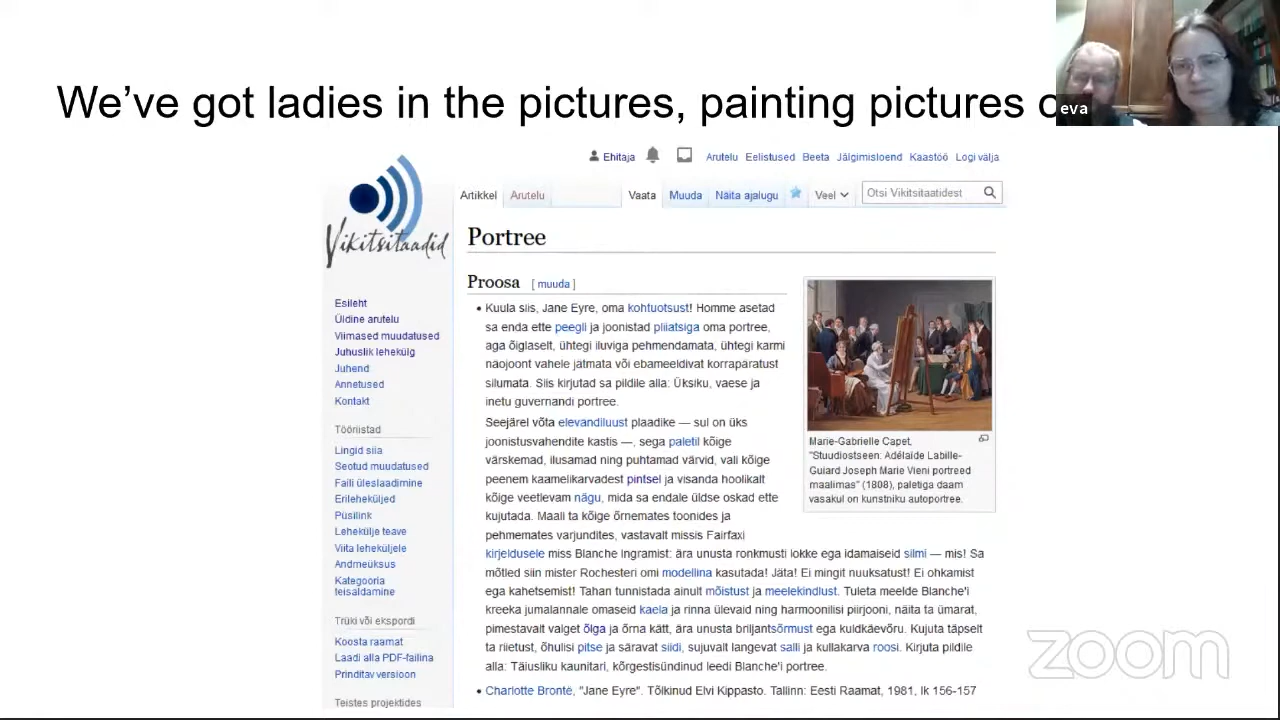 We've got ladies in the pictures, painting pictures
eva
Ehitaja Arutelu Eelistused Beeta Jälgimisloend Kaastöö Logi välja
Artikkel Arutelu Vaata Muuda Näita ajalugu Veel Otsi Vikitsitaatidest
Vikitsitaadid
Portree
Proosa [ muuda ]
• Kuula siis, Jane Eyre, oma kohtuotsust! Homme asetad
sa enda ette peegli ja joonistad pliiatsiga oma portree,
aga õiglaselt, ühtegi iluviga pehmendamata, ühtegi karmi
näojoont vahele jätmata või ebameeldivat korrapäratust
silumata. Siis kirjutad sa pildile alla: Üksiku, vaese ja
inetu guvernandi portree.
Seejärel võta elevandiluust plaadike — sul on üks
joonistusvahendite kastis —, sega paletil kõige
värskemad, ilusamad ning puhtamad värvid, vali kõige
peenem kaamelikarvadest pintsel ja visanda hoolikalt
kõige veetlevam nägu, mida sa endale üldse oskad ette
kujutada. Maali ta kõige õrnemates toonides ja
pehmemates varjundites, vastavalt missis Fairfaxi
kirjeldusele miss Blanche Ingramist: ära unusta ronkmusti lokke ega idamaiseid silmi — mis! Sa
mõtled siin mister Rochesteri omi modellina kasutada! Jäta! Ei mingit nuuksatust! Ei ohkamist
ega kahetsemist! Tahan tunnistada ainult mõistust ja meelekindlust. Tuleta meelde Blanche'i
kreeka jumalannale omaseid kaela ja rinna ülevaid ning harmoonilisi piirjooni, näita ta ümarat,
pimestavalt valget õlga ja õrna kätt, ära unusta briljantsõrmust ega kuldkäevõru. Kujuta täpselt
ta riietust, õhulisi pitse ja säravat siidi, sujuvalt langevat salli ja kullakarva roosi. Kirjuta pildile
alla: Täiusliku kaunitari, kõrgestisündinud leedi Blanche'i portree.
• Charlotte Brontë, "Jane Eyre". Tõlkinud Elvi Kippasto. Tallinn: Eesti Raamat, 1981, lk 156-157
Marie-Gabrielle Capet,
"Stuudiostseen: Adélaide Labille-
Guiard Joseph Marie Vieni portreed
maalimas" (1808), paletiga daam
vasakul on kunstniku autoportree.
Esileht
Üldine arutelu
Viimased muudatused
Juhuslik lehekülg
Juhend
Annetused
Kontakt
Tööriistad
Lingid siia
Seotud muudatused
Faili üleslaadimine
Erileheküljed
Püsilink
Lehekülje teave
Viita leheküljele
Andmeüksus
Kategooria
teisaldamine
Trüki või ekspordi
Koosta raamat
Laadi alla PDF-failina
Prinditav versioon
Teistes projektides
zoom